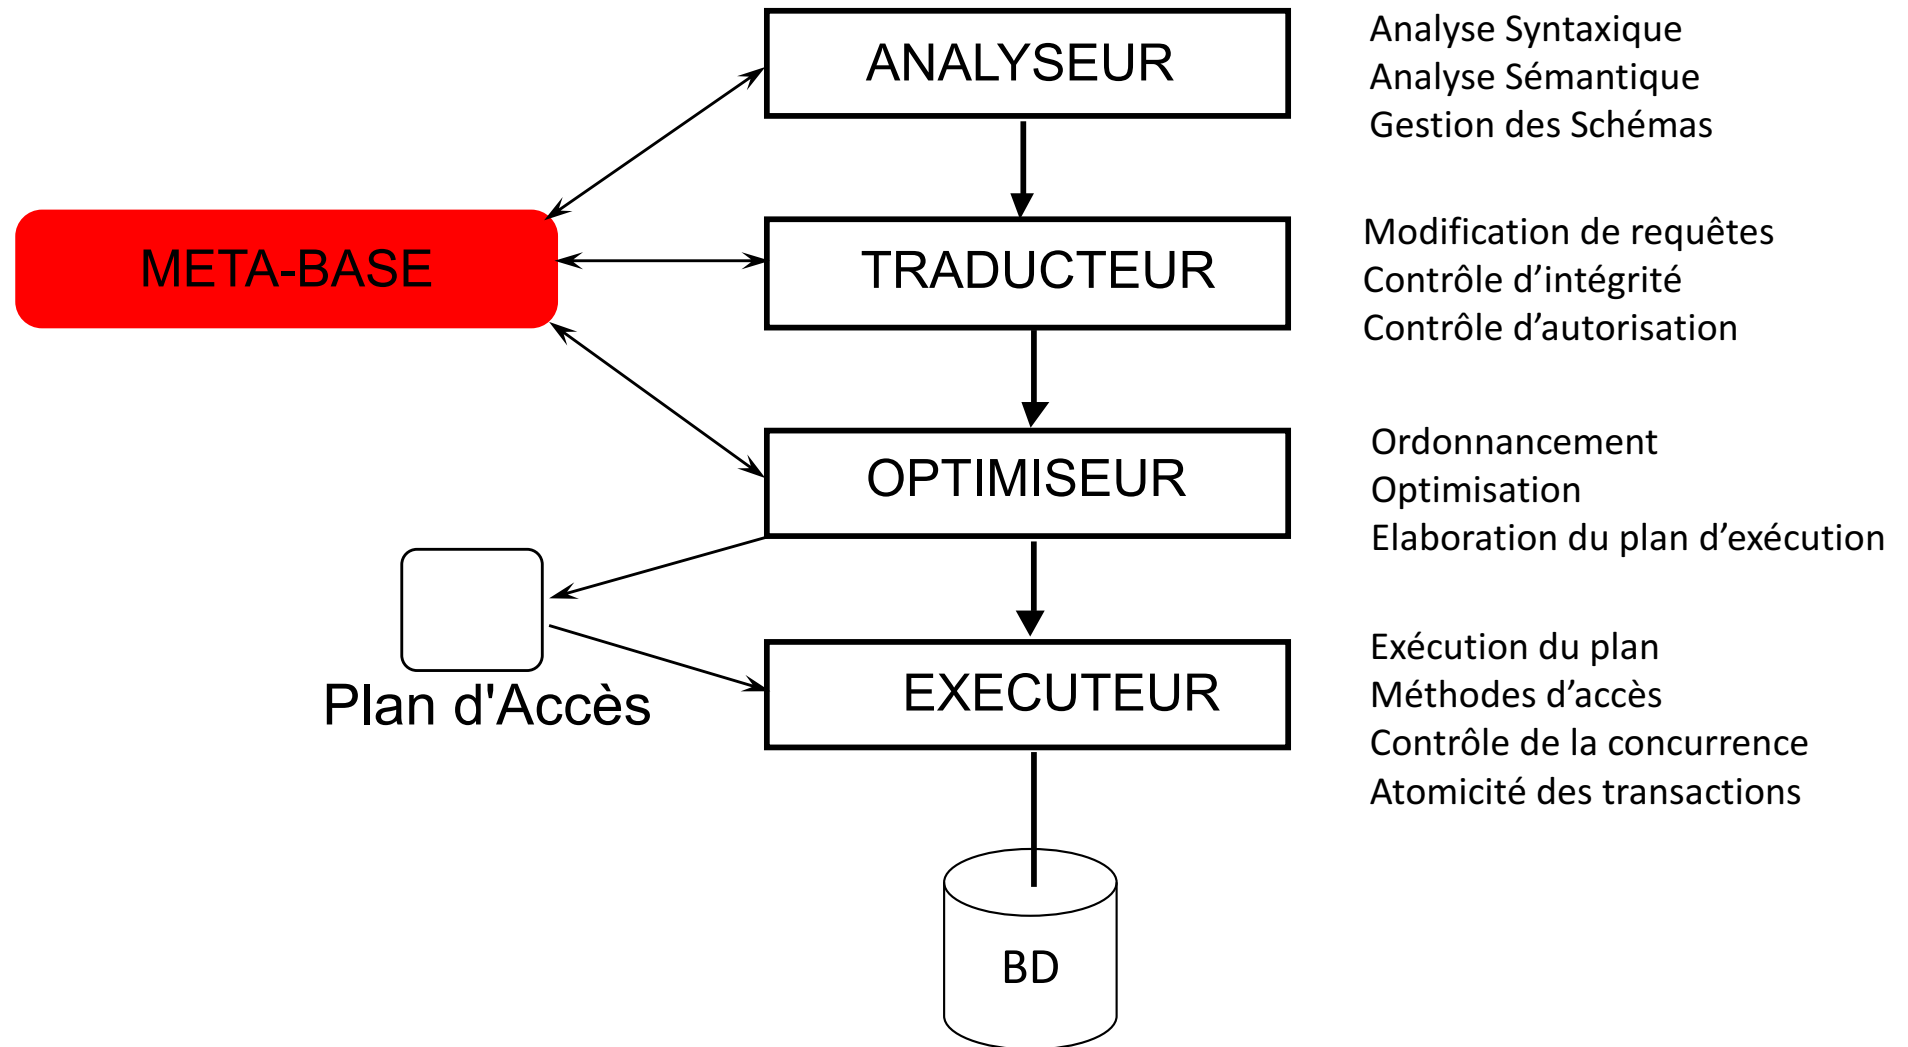 ANALYSEUR
Analyse Syntaxique
Analyse Sémantique
Gestion des Schémas
META-BASE
TRADUCTEUR
Modification de requêtes
Contrôle d’intégrité
Contrôle d’autorisation
OPTIMISEUR
Ordonnancement
Optimisation
Elaboration du plan d’exécution
Plan d'Accès
EXECUTEUR
Exécution du plan
Méthodes d’accès
Contrôle de la concurrence
Atomicité des transactions
BD